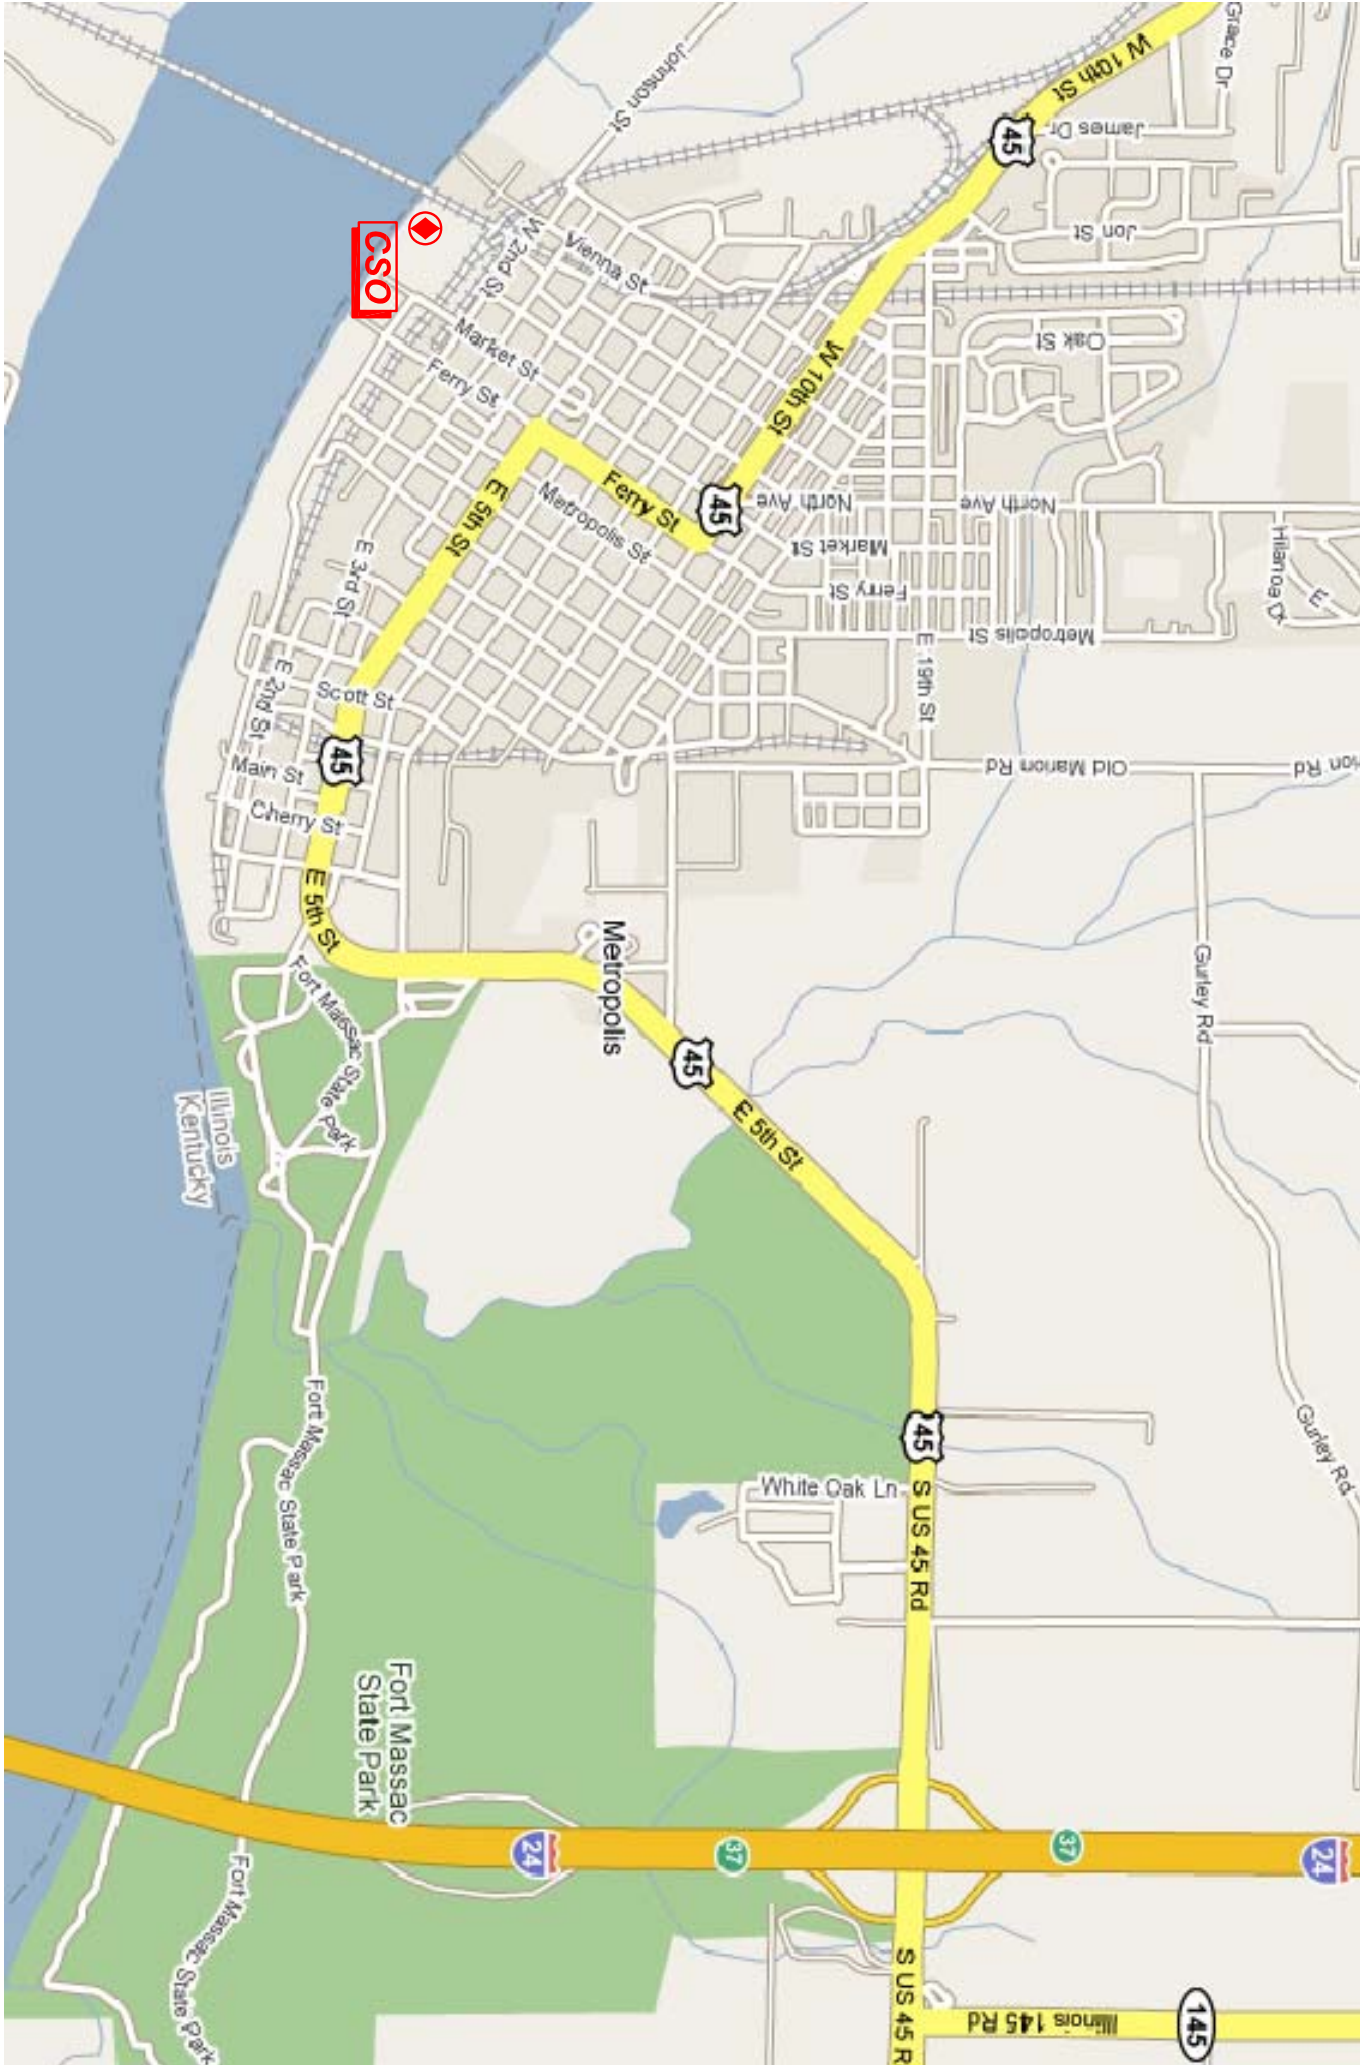 Grace Dr
W 10th St
45
James Dr
Johnson St
Jon St
CSO
W 2nd St
Vienna St
Oak St
Market St
Ferry St
W 10th St
E 5th St
Metropolis St
Ferry St
45
North Ave
North Ave
Market St
Ferry St
Hilarroa Dr
E
Metropolis St
E 19th St
E 3rd St
E 2nd St
Scott St
45
Main St
Cherry St
Old Marion Rd
ion Rd
E 5th St
Metropolis
Gurley Rd
Fort Massac State Park
45
E 5th St
Illinois
Kentucky
Fort Massac State Park
45
Gurley Rd
White Oak Ln
S US 45 Rd
Fort Massac
State Park
24
37
37
24
Fort Massac State Park
S US 45 R
Illinois 145 Rd
145